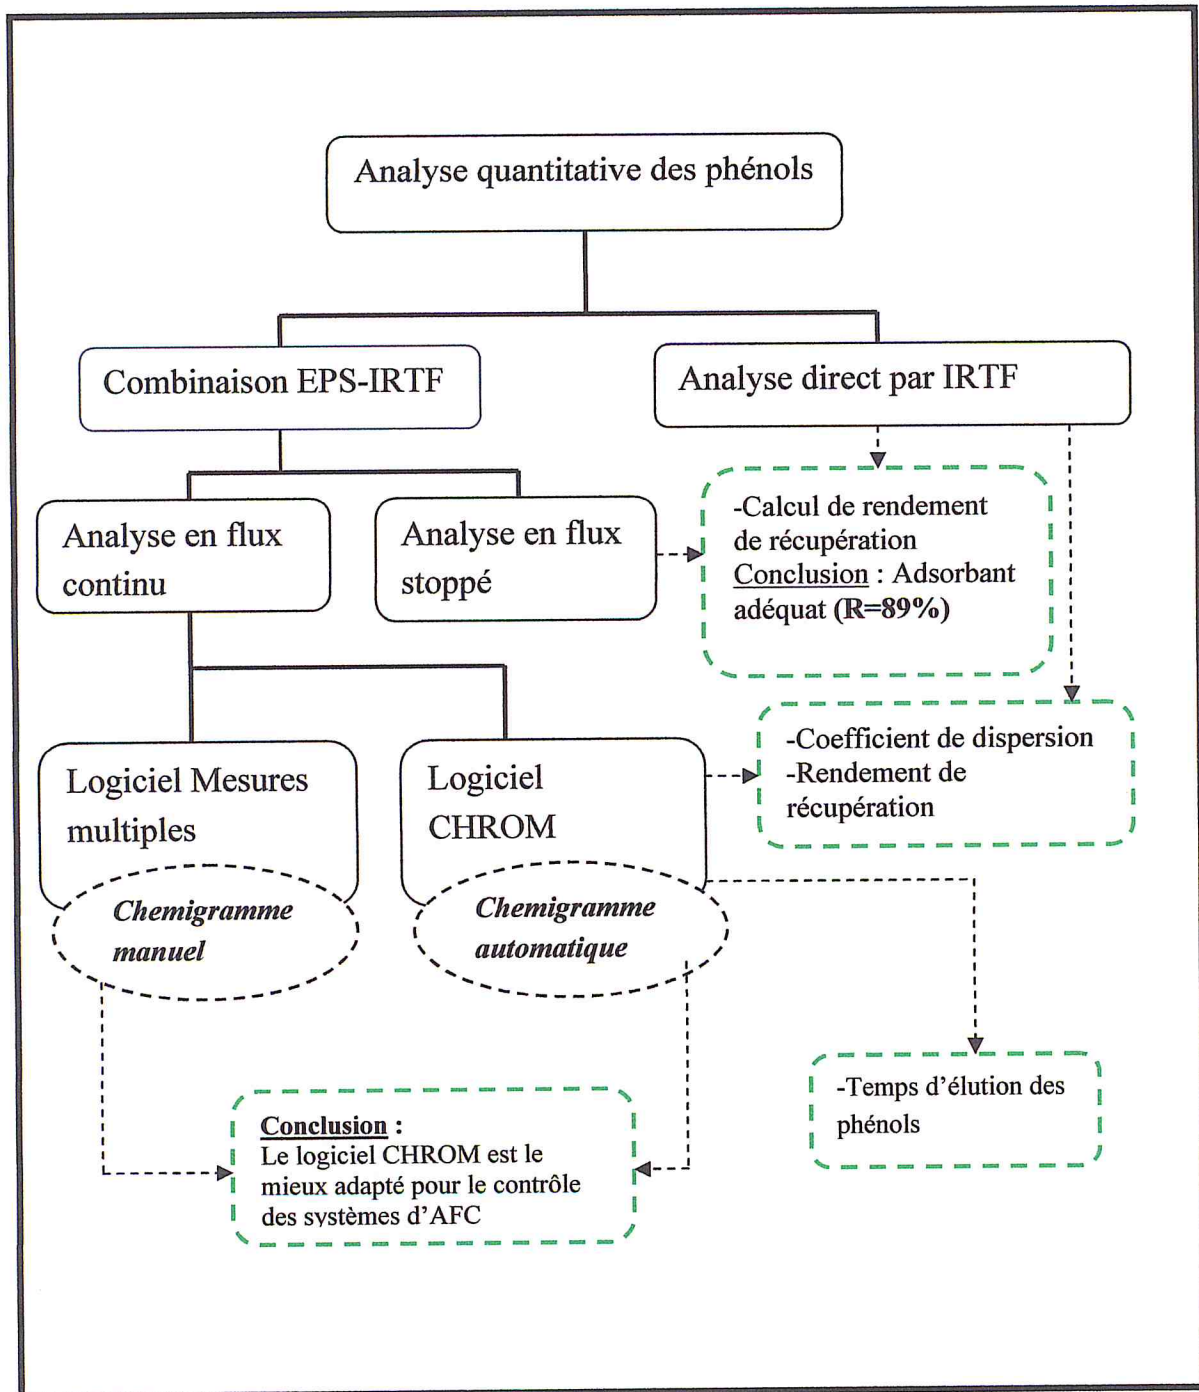 Analyse quantitative des phénols
Combinaison EPS-IRTF
Analyse direct par IRTF
Analyse en flux
continu
Analyse en flux
stoppé
-Calcul de rendement
de récupération
Conclusion : Adsorbant
adéquat (R=89%)
Logiciel Mesures
multiples
Logiciel
CHROM
-Coefficient de dispersion
-Rendement de
récupération
Chemigramme
manuel
Chemigramme
automatique
-Temps d'élution des
phénols
Conclusion :
Le logiciel CHROM est le
mieux adapté pour le contrôle
des systèmes d'AFC